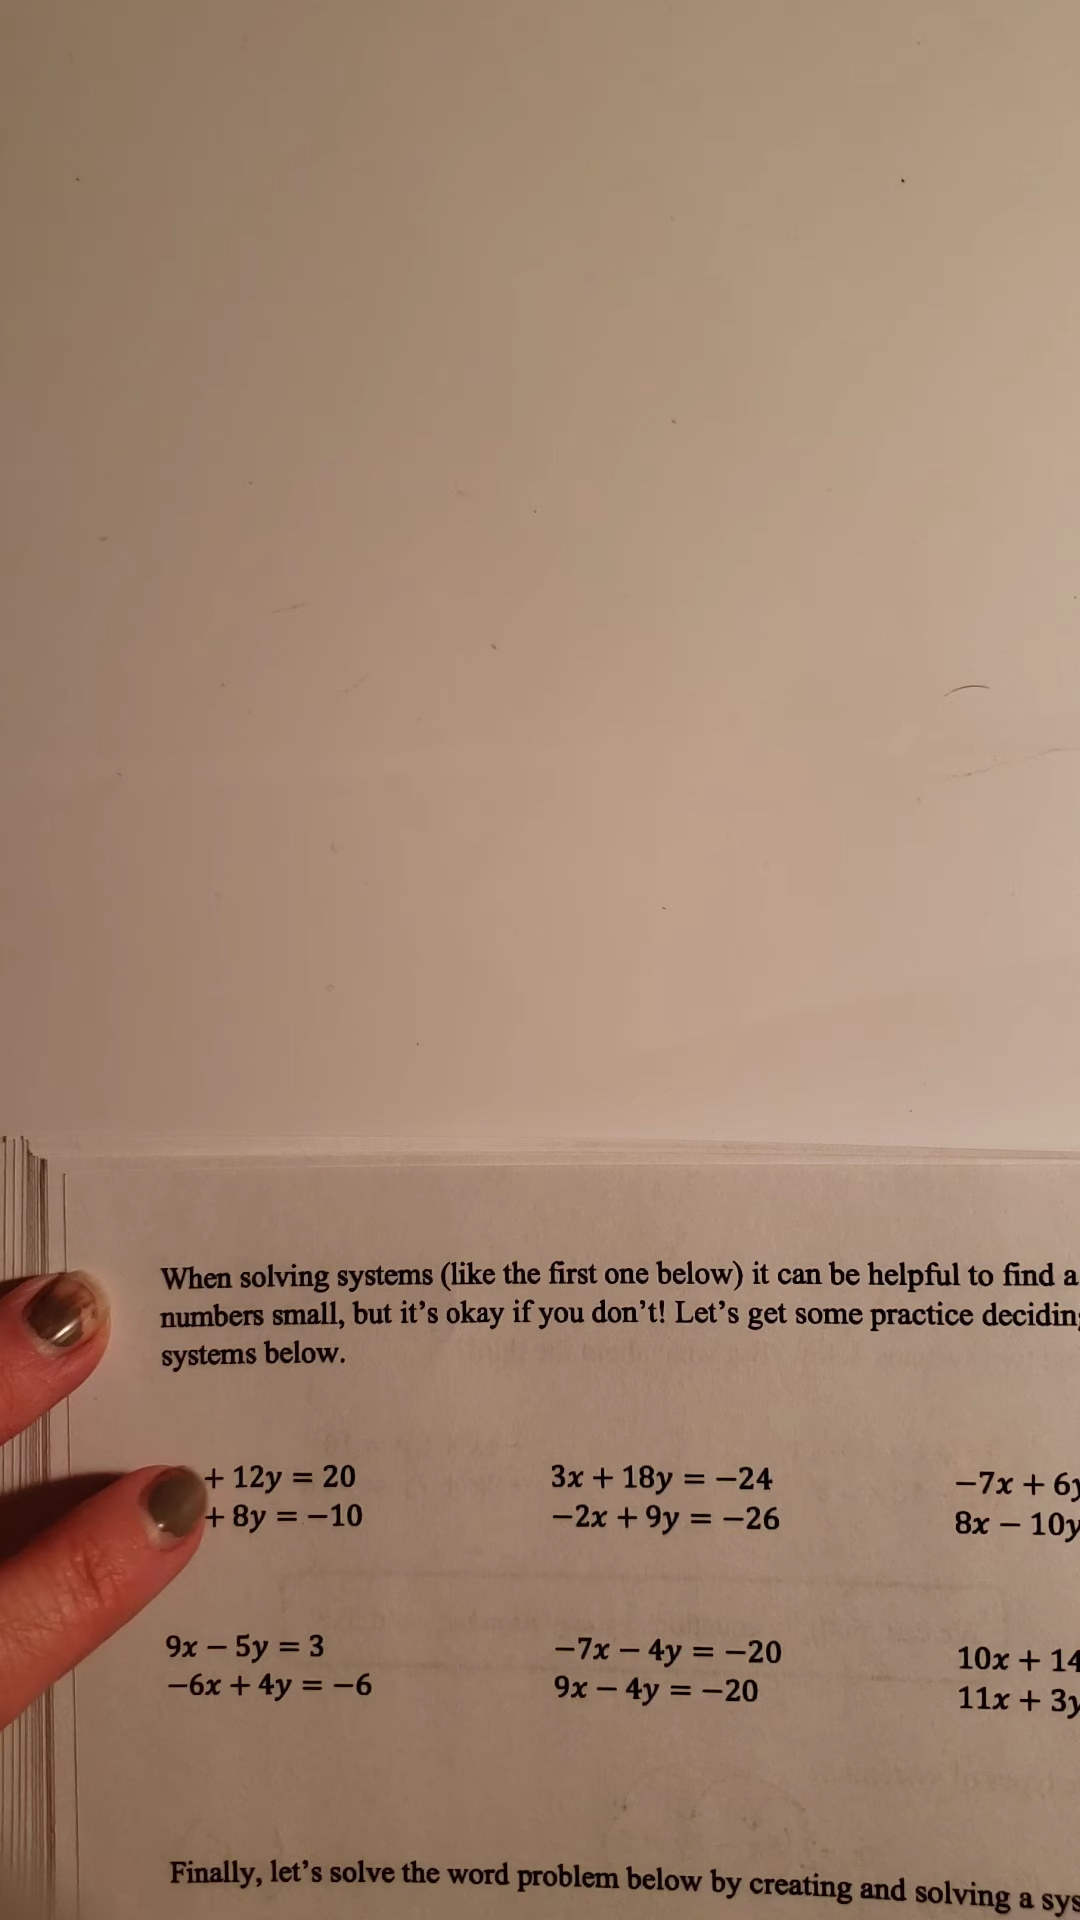 When solving systems (like the first one below) it can be helpful to find a
numbers small, but it's okay if you don't! Let's get some practice deciding
systems below.
+ 12y = 20
+ 8y = −10
3x + 18y = −24
−2x + 9y = −26
−7x + 6y
8x − 10y
9x − 5y = 3
−6x + 4y = −6
−7x − 4y = −20
9x − 4y = −20
10x + 14
11x + 3y
Finally, let's solve the word problem below by creating and solving a sys